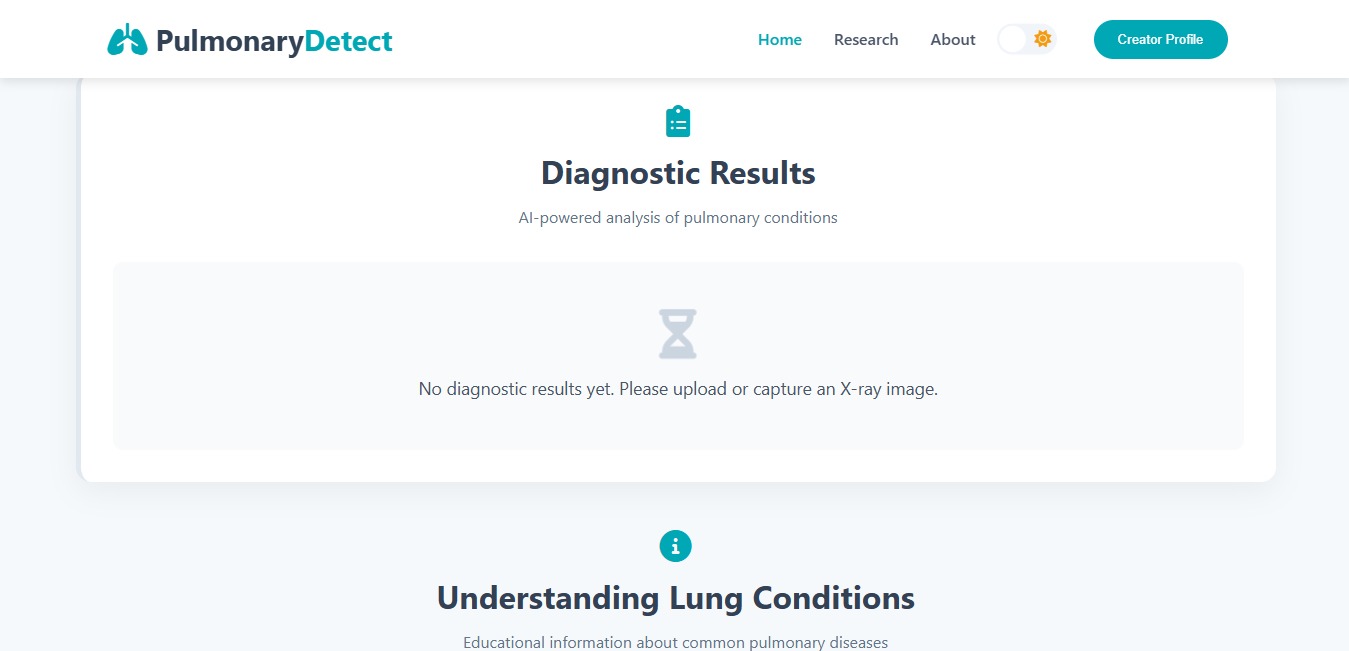 PulmonaryDetect
Home
Research
About
Creator Profile
Diagnostic Results
AI-powered analysis of pulmonary conditions
No diagnostic results yet. Please upload or capture an X-ray image.
Understanding Lung Conditions
Educational information about common pulmonary diseases